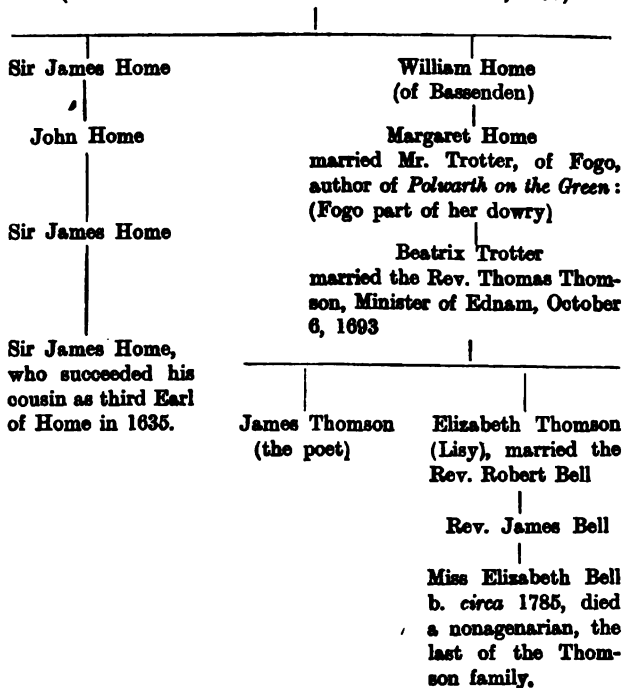 Sir James Home
John Home
Sir James Home
Sir James Home,
who succeeded his
cousin as third Earl
of Home in 1635.
William Home
(of Bassenden)
Margaret Home
married Mr. Trotter, of Fogo,
author of Polwarth on the Green:
(Fogo part of her dowry)
Beatrix Trotter
married the Rev. Thomas Thom-
son, Minister of Ednam, October
6, 1693
James Thomson
(the poet)
Elizabeth Thomson
(Lisy), married the
Rev. Robert Bell
Rev. James Bell
Miss Elizabeth Bell
b. circa 1785, died
a nonagenarian, the
last of the Thom-
son family.